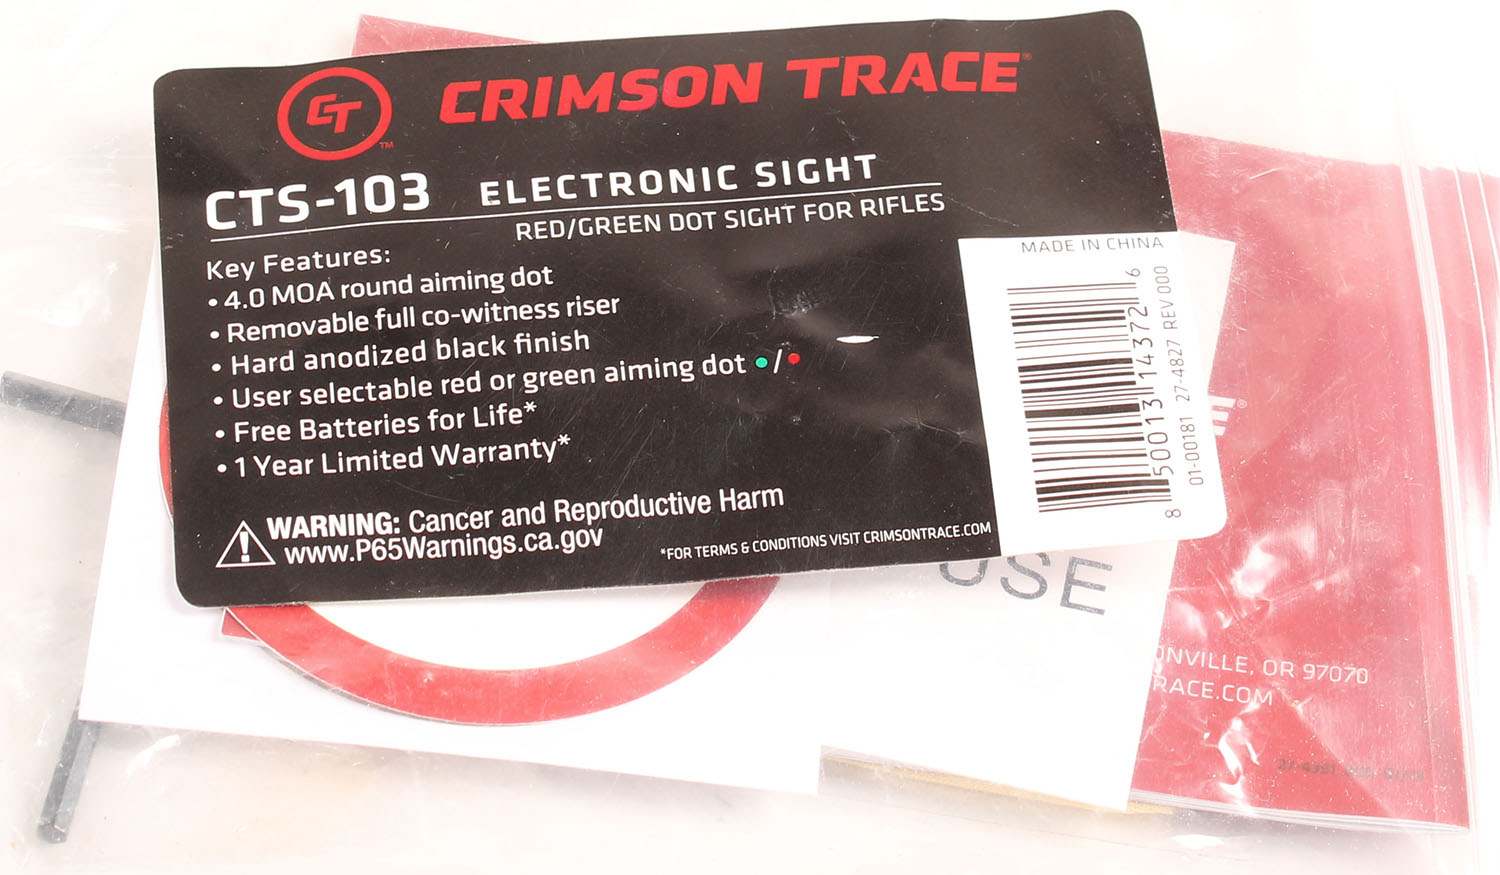 CT™
CRIMSON TRACE®
CTS-103 ELECTRONIC SIGHT
RED/GREEN DOT SIGHT FOR RIFLES
Key Features:
• 4.0 MOA round aiming dot
• Removable full co-witness riser
• Hard anodized black finish
• User selectable red or green aiming dot ●/●
• Free Batteries for Life*
• 1 Year Limited Warranty*
WARNING: Cancer and Reproductive Harm
www.P65Warnings.ca.gov
*FOR TERMS & CONDITIONS VISIT CRIMSONTRACE.COM
MADE IN CHINA
8 50013 14372 6
01-00181 27-4827 REV 000
USE
E®
ONVILLE, OR 97070
RACE.COM